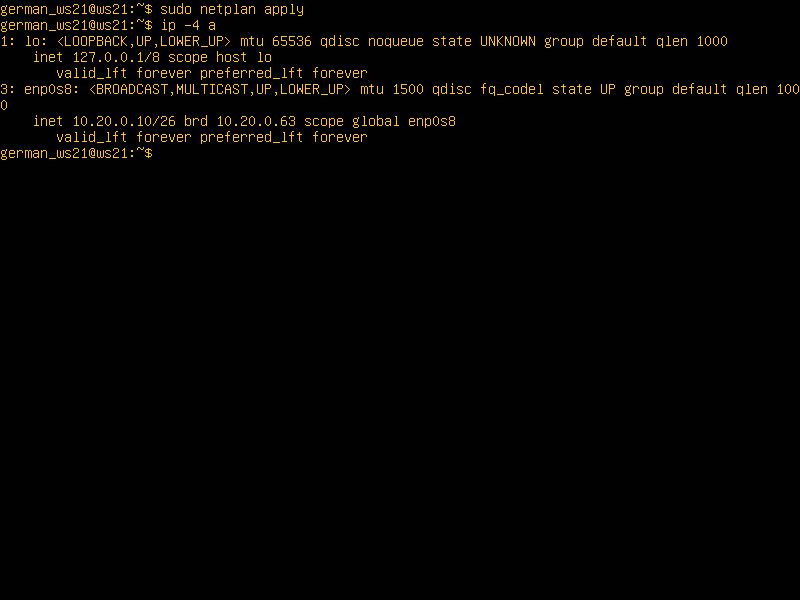 german_ws21@ws21:~$ sudo netplan apply
german_ws21@ws21:~$ ip -4 a
1: lo: <LOOPBACK,UP,LOWER_UP> mtu 65536 qdisc noqueue state UNKNOWN group default qlen 1000
    inet 127.0.0.1/8 scope host lo
       valid_lft forever preferred_lft forever
3: enp0s8: <BROADCAST,MULTICAST,UP,LOWER_UP> mtu 1500 qdisc fq_codel state UP group default qlen 100
0
    inet 10.20.0.10/26 brd 10.20.0.63 scope global enp0s8
       valid_lft forever preferred_lft forever
german_ws21@ws21:~$